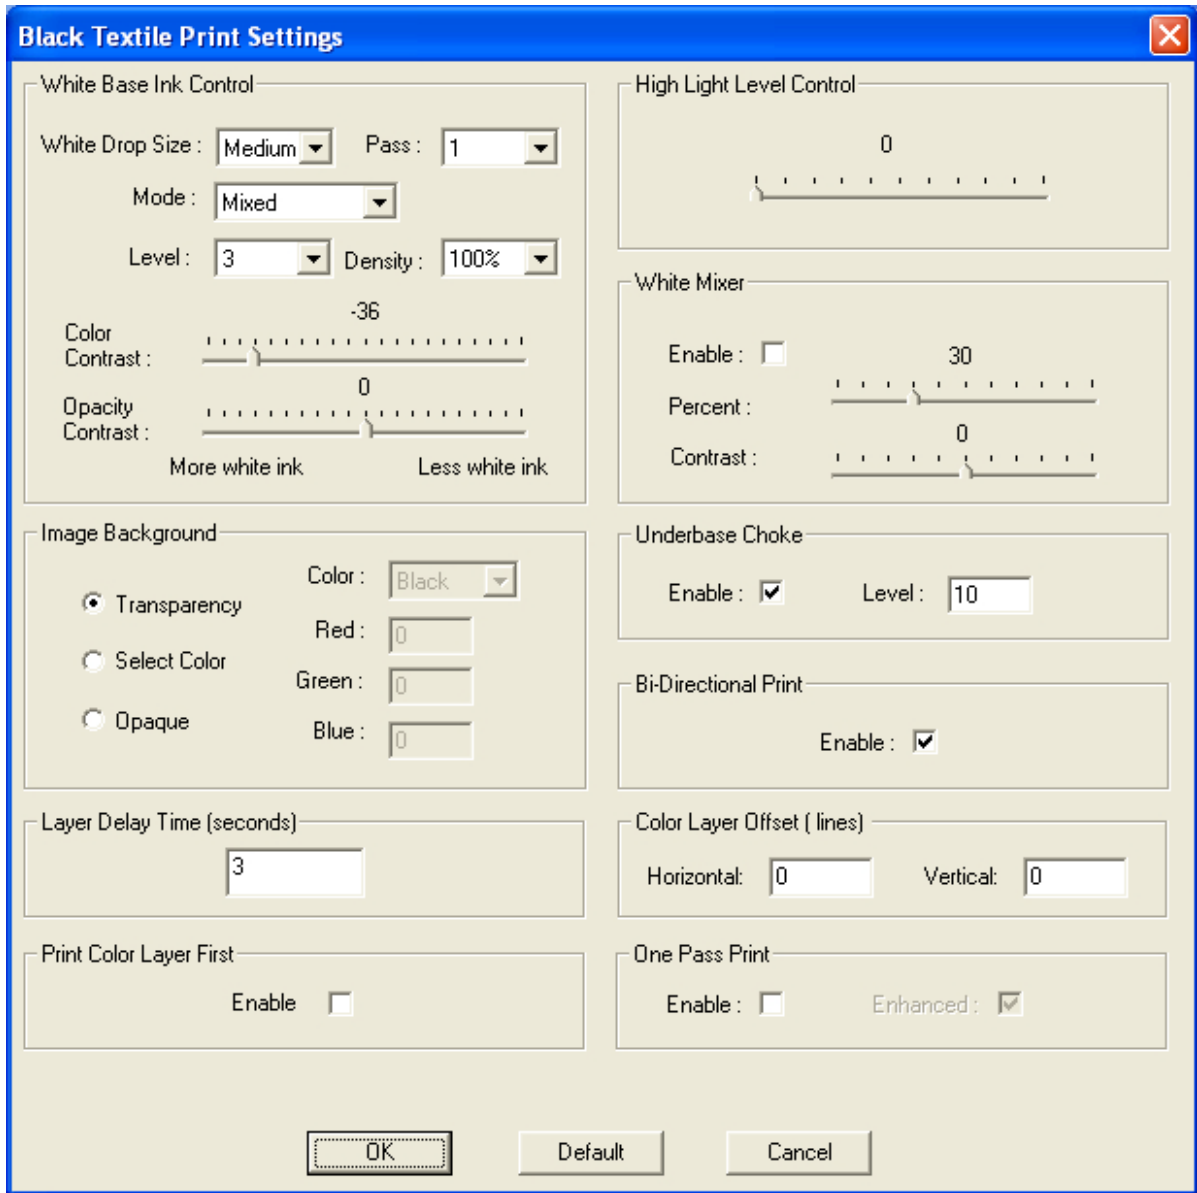 Black Textile Print Settings
White Base Ink Control
White Drop Size : Medium Pass : 1
Mode : Mixed
Level : 3 Density : 100%
-36
Color
Contrast :
0
Opacity
Contrast :
More white ink Less white ink
High Light Level Control
0
White Mixer
Enable : 30
Percent :
0
Contrast :
Image Background
Transparency
Select Color
Opaque
Color : Black
Red : 0
Green : 0
Blue : 0
Underbase Choke
Enable : Level : 10
Bi-Directional Print
Enable :
Layer Delay Time (seconds)
3
Color Layer Offset ( lines)
Horizontal: 0 Vertical: 0
Print Color Layer First
Enable
One Pass Print
Enable : Enhanced :
OK Default Cancel